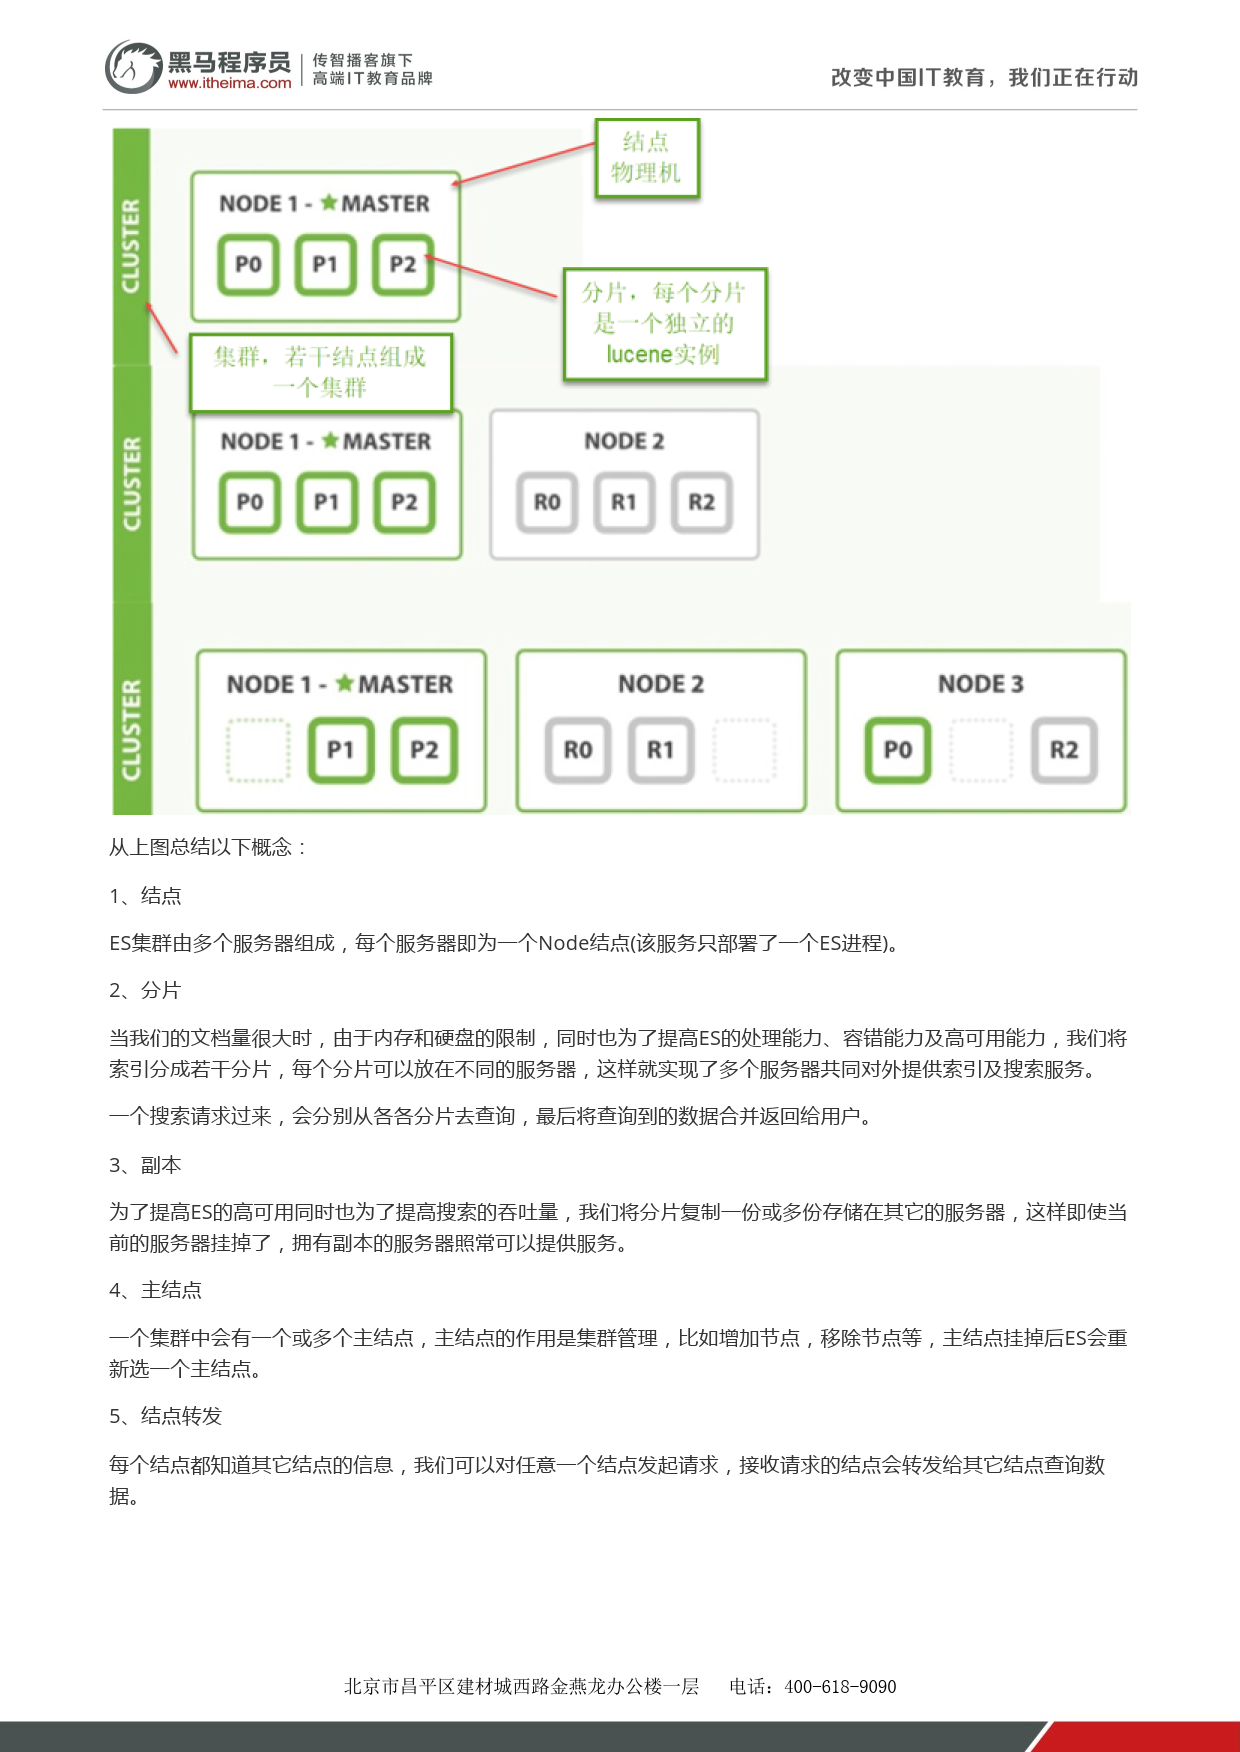 黑马程序员
www.itheima.com
传智播客旗下
高端IT教育品牌
改变中国IT教育，我们正在行动
结点
物理机
CLUSTER
NODE 1 - ★ MASTER
P0 P1 P2
分片，每个分片
是一个独立的
lucene实例
集群，若干结点组成
一个集群
CLUSTER
NODE 1 - ★ MASTER
P0 P1 P2
NODE 2
R0 R1 R2
CLUSTER
NODE 1 - ★ MASTER
P1 P2
NODE 2
R0 R1
NODE 3
P0 R2
从上图总结以下概念：
1、结点
ES集群由多个服务器组成，每个服务器即为一个Node结点(该服务只部署了一个ES进程)。
2、分片
当我们的文档量很大时，由于内存和硬盘的限制，同时也为了提高ES的处理能力、容错能力及高可用能力，我们将
索引分成若干分片，每个分片可以放在不同的服务器，这样就实现了多个服务器共同对外提供索引及搜索服务。
一个搜索请求过来，会分别从各各分片去查询，最后将查询到的数据合并返回给用户。
3、副本
为了提高ES的高可用同时也为了提高搜索的吞吐量，我们将分片复制一份或多份存储在其它的服务器，这样即使当
前的服务器挂掉了，拥有副本的服务器照常可以提供服务。
4、主结点
一个集群中会有一个或多个主结点，主结点的作用是集群管理，比如增加节点，移除节点等，主结点挂掉后ES会重
新选一个主结点。
5、结点转发
每个结点都知道其它结点的信息，我们可以对任意一个结点发起请求，接收请求的结点会转发给其它结点查询数
据。
北京市昌平区建材城西路金燕龙办公楼一层 电话：400-618-9090